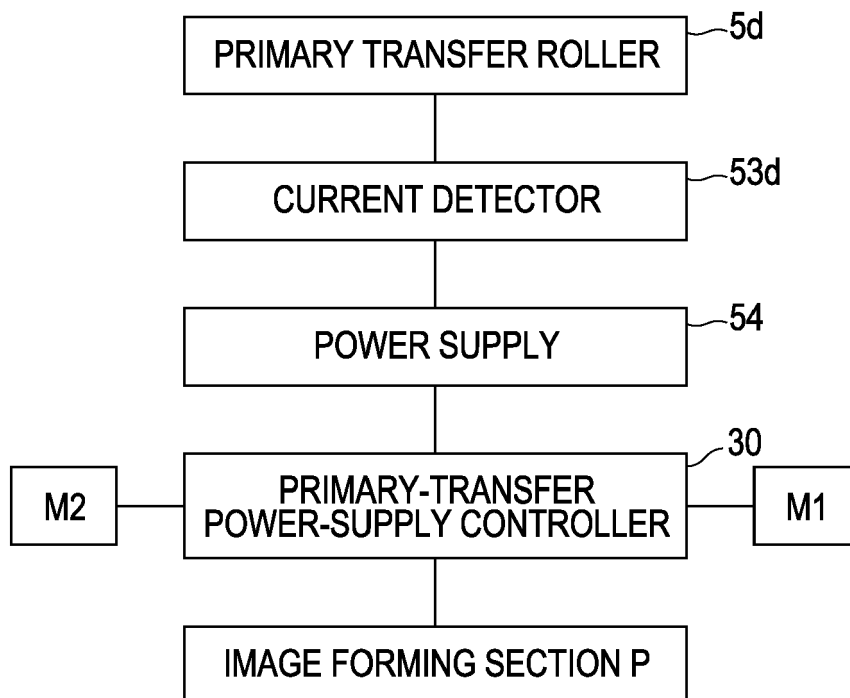 PRIMARY TRANSFER ROLLER
5d
CURRENT DETECTOR
53d
POWER SUPPLY
54
30
M2
PRIMARY-TRANSFER
POWER-SUPPLY CONTROLLER
M1
IMAGE FORMING SECTION P